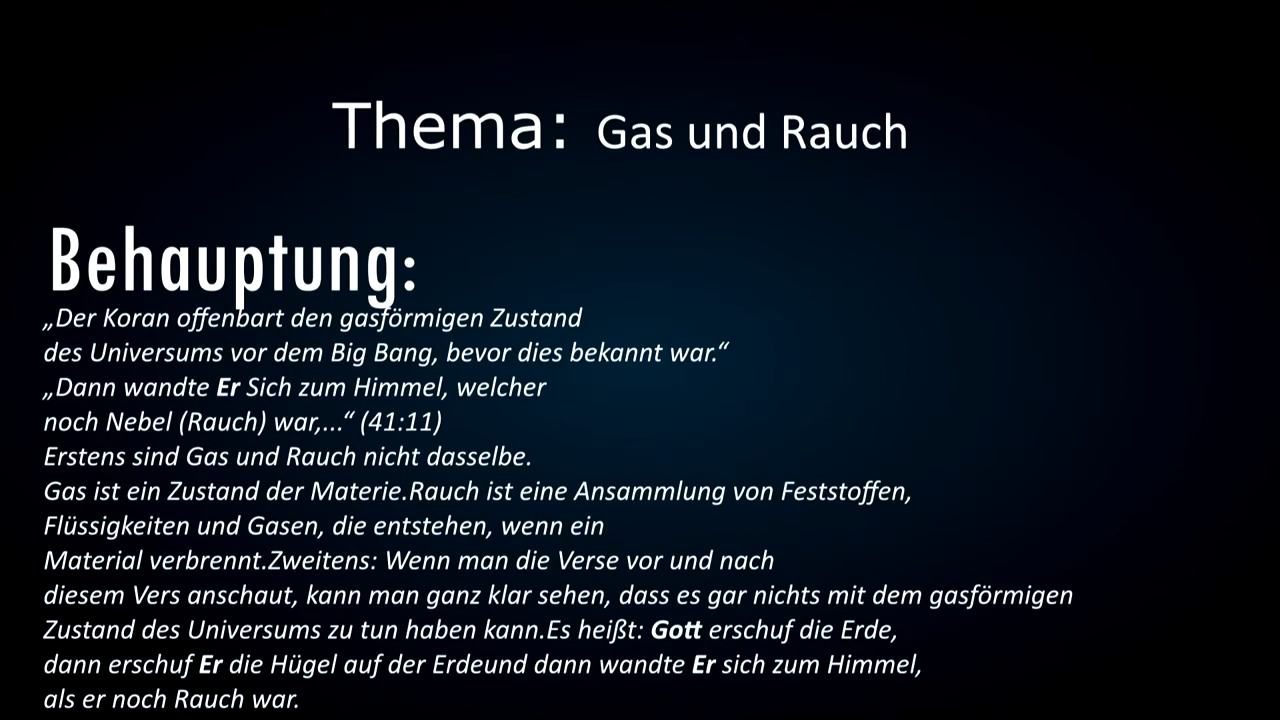 Thema: Gas und Rauch
Behauptung:
„Der Koran offenbart den gasförmigen Zustand
des Universums vor dem Big Bang, bevor dies bekannt war.“
„Dann wandte Er Sich zum Himmel, welcher
noch Nebel (Rauch) war,...“ (41:11)
Erstens sind Gas und Rauch nicht dasselbe.
Gas ist ein Zustand der Materie.Rauch ist eine Ansammlung von Feststoffen,
Flüssigkeiten und Gasen, die entstehen, wenn ein
Material verbrennt.Zweitens: Wenn man die Verse vor und nach
diesem Vers anschaut, kann man ganz klar sehen, dass es gar nichts mit dem gasförmigen
Zustand des Universums zu tun haben kann.Es heißt: Gott erschuf die Erde,
dann erschuf Er die Hügel auf der Erdeund dann wandte Er sich zum Himmel,
als er noch Rauch war.